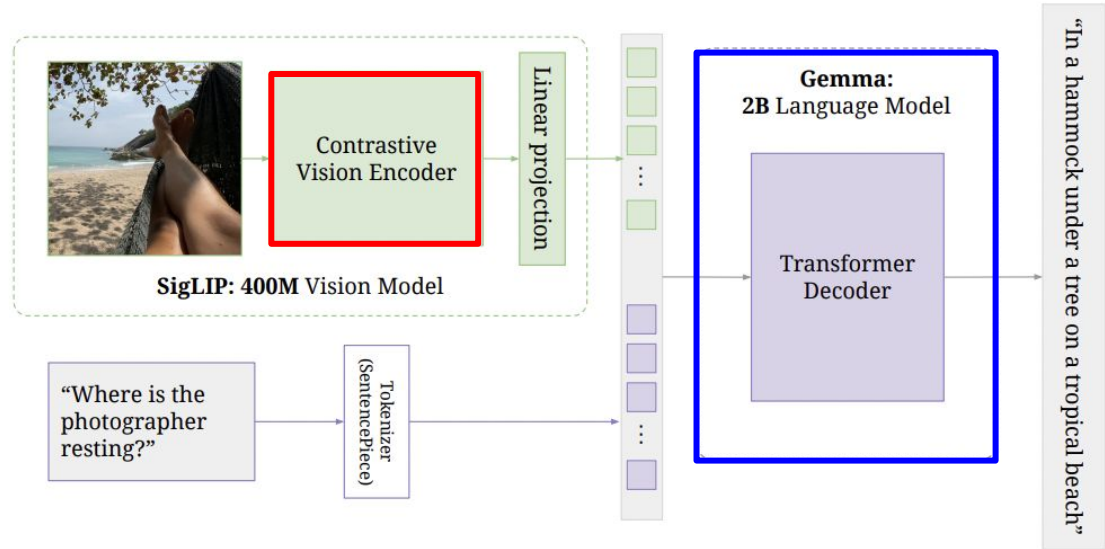 Contrastive
Vision Encoder
Linear projection
SigLIP: 400M Vision Model
“Where is the
photographer
resting?”
Tokenizer
(SentencePiece)
...
...
Gemma:
2B Language Model
Transformer
Decoder
“In a hammock under a tree on a tropical beach”